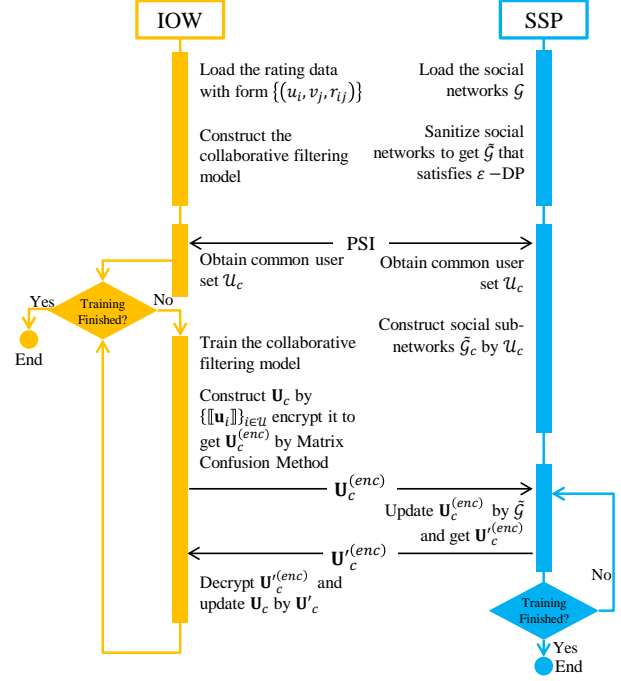 IOW
SSP
Load the rating data
with form {(u_i, v_j, r_{ij})}
Construct the
collaborative filtering
model
Load the social
networks 𝒢
Sanitize social
networks to get 𝒢̃ that
satisfies ε −DP
PSI
Obtain common user
set 𝒰_c
Obtain common user
set 𝒰_c
Yes
Training
Finished?
No
End
Construct social sub-
networks 𝒢̃_c by 𝒰_c
Train the collaborative
filtering model
Construct 𝐔_c by
{⟦𝐮_i⟧}_{i∈𝒰} encrypt it to
get 𝐔_c^{(enc)} by Matrix
Confusion Method
𝐔_c^{(enc)}
Update 𝐔_c^{(enc)} by 𝒢̃
and get 𝐔′_c^{(enc)}
𝐔′_c^{(enc)}
Decrypt 𝐔′_c^{(enc)} and
update 𝐔_c by 𝐔′_c
No
Training
Finished?
Yes
End